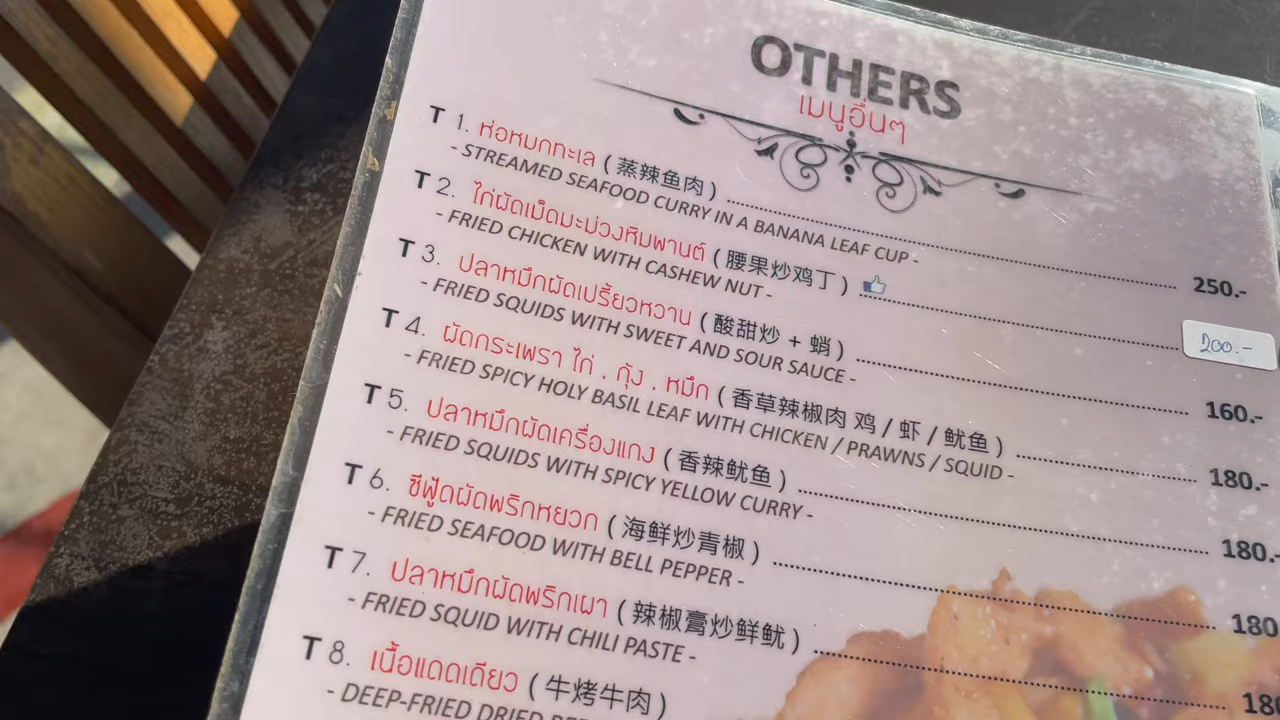 OTHERS
เมนูอื่นๆ
T 1. ห่อหมกทะเล ( 蒸辣鱼肉 ) 250.-
- STREAMED SEAFOOD CURRY IN A BANANA LEAF CUP -
T 2. ไก่ผัดเม็ดมะม่วงหิมพานต์ ( 腰果炒鸡丁 ) 200.-
- FRIED CHICKEN WITH CASHEW NUT -
T 3. ปลาหมึกผัดเปรี้ยวหวาน ( 酸甜炒 + 蛸 ) 160.-
- FRIED SQUIDS WITH SWEET AND SOUR SAUCE -
T 4. ผัดกระเพรา ไก่ . กุ้ง . หมึก ( 香草辣椒肉 鸡 / 虾 / 鱿鱼 ) 180.-
- FRIED SPICY HOLY BASIL LEAF WITH CHICKEN / PRAWNS / SQUID -
T 5. ปลาหมึกผัดเครื่องแกง ( 香辣鱿鱼 ) 180.-
- FRIED SQUIDS WITH SPICY YELLOW CURRY -
T 6. ซีฟู้ดผัดพริกหยวก ( 海鲜炒青椒 ) 180
- FRIED SEAFOOD WITH BELL PEPPER -
T 7. ปลาหมึกผัดพริกเผา ( 辣椒膏炒鲜鱿 ) 18
- FRIED SQUID WITH CHILI PASTE -
T 8. เนื้อแดดเดียว ( 牛烤牛肉 )
- DEEP-FRIED DRIED